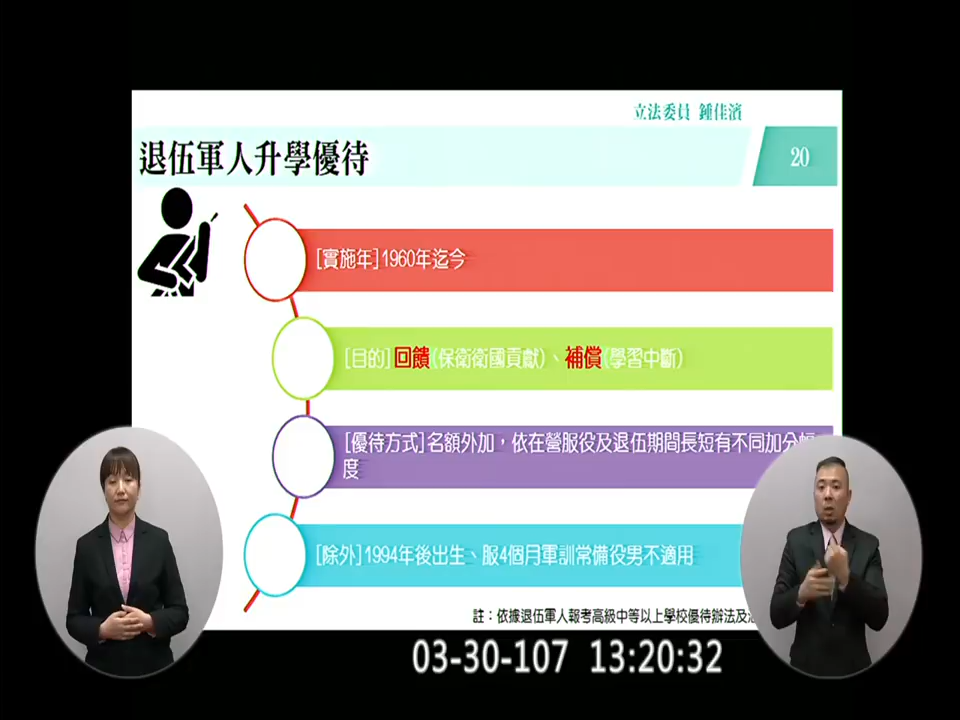 立法委員 鍾佳濱
退伍軍人升學優待
20
[實施年]1960年迄今
[目的]回饋(保衛衛國貢獻)、補償(學習中斷)
[優待方式]名額外加，依在營服役及退伍期間長短有不同加分幅
度
[除外]1994年後出生、服4個月軍訓常備役男不適用
註：依據退伍軍人報考高級中等以上學校優待辦法及
03-30-107 13:20:32